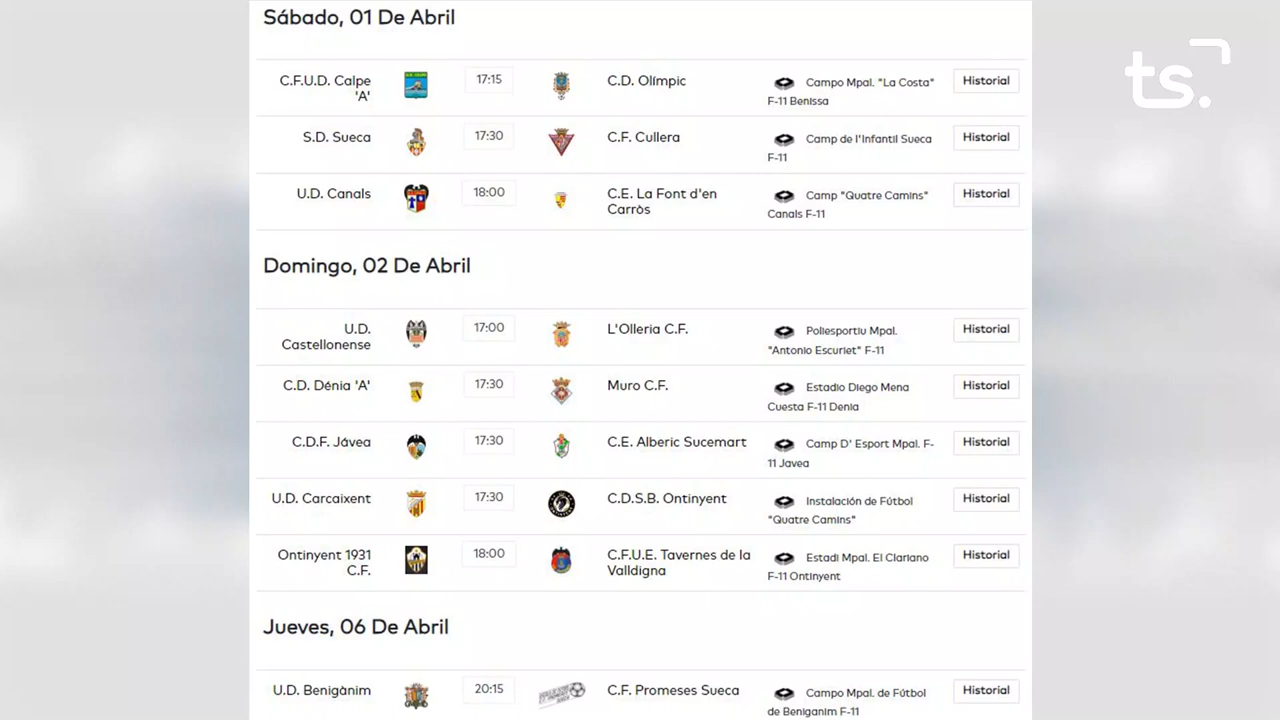 ts.
Sábado, 01 De Abril
C.F.U.D. Calpe 17:15 C.D. Olímpic Campo Mpal. "La Costa" Historial
'A' F-11 Benissa
S.D. Sueca 17:30 C.F. Cullera Camp de l'Infantil Sueca Historial
F-11
U.D. Canals 18:00 C.E. La Font d'en Camp "Quatre Camins" Historial
Carròs Canals F-11
Domingo, 02 De Abril
U.D. 17:00 L'Olleria C.F. Poliesportiu Mpal. Historial
Castellonense "Antonio Escuriet" F-11
C.D. Dénia 'A' 17:30 Muro C.F. Estadio Diego Mena Historial
Cuesta F-11 Denia
C.D.F. Jávea 17:30 C.E. Alberic Sucemart Camp D' Esport Mpal. F- Historial
11 Javea
U.D. Carcaixent 17:30 C.D.S.B. Ontinyent Instalación de Fútbol Historial
"Quatre Camins"
Ontinyent 1931 18:00 C.F.U.E. Tavernes de la Estadi Mpal. El Clariano Historial
C.F. Valldigna F-11 Ontinyent
Jueves, 06 De Abril
U.D. Benigànim 20:15 C.F. Promeses Sueca Campo Mpal. de Fútbol Historial
de Beniganim F-11